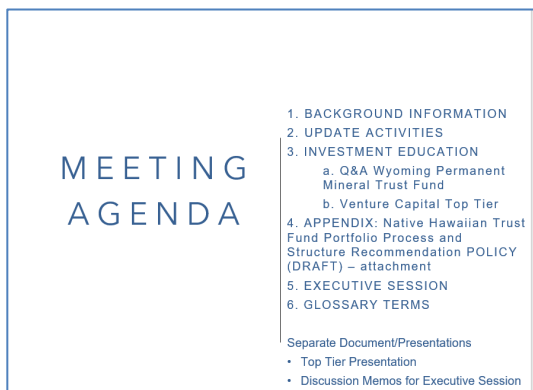 MEETING
AGENDA
1. BACKGROUND INFORMATION
2. UPDATE ACTIVITIES
3. INVESTMENT EDUCATION
a. Q&A Wyoming Permanent
Mineral Trust Fund
b. Venture Capital Top Tier
4. APPENDIX: Native Hawaiian Trust
Fund Portfolio Process and
Structure Recommendation POLICY
(DRAFT) – attachment
5. EXECUTIVE SESSION
6. GLOSSARY TERMS
Separate Document/Presentations
• Top Tier Presentation
• Discussion Memos for Executive Session